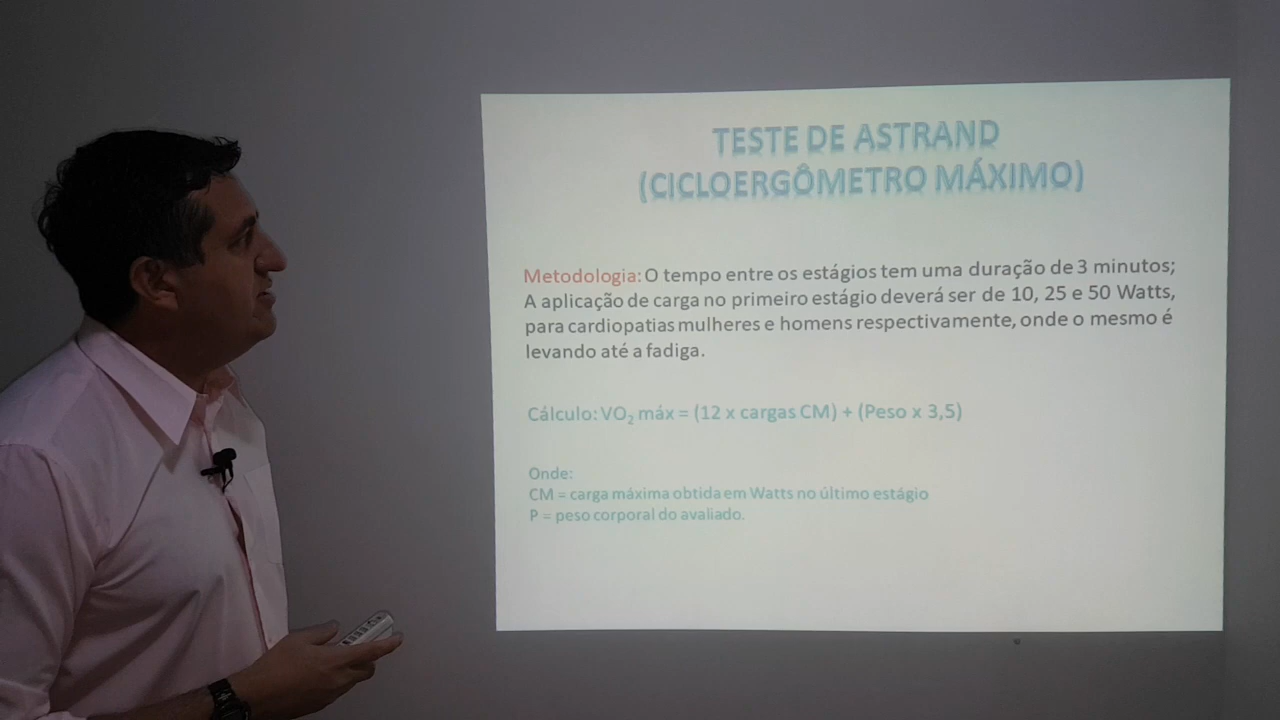 TESTE DE ASTRAND
(CICLOERGÔMETRO MÁXIMO)
Metodologia: O tempo entre os estágios tem uma duração de 3 minutos;
A aplicação de carga no primeiro estágio deverá ser de 10, 25 e 50 Watts,
para cardiopatias mulheres e homens respectivamente, onde o mesmo é
levando até a fadiga.
Cálculo: VO₂ máx = (12 x cargas CM) + (Peso x 3,5)
Onde:
CM = carga máxima obtida em Watts no último estágio
P = peso corporal do avaliado.